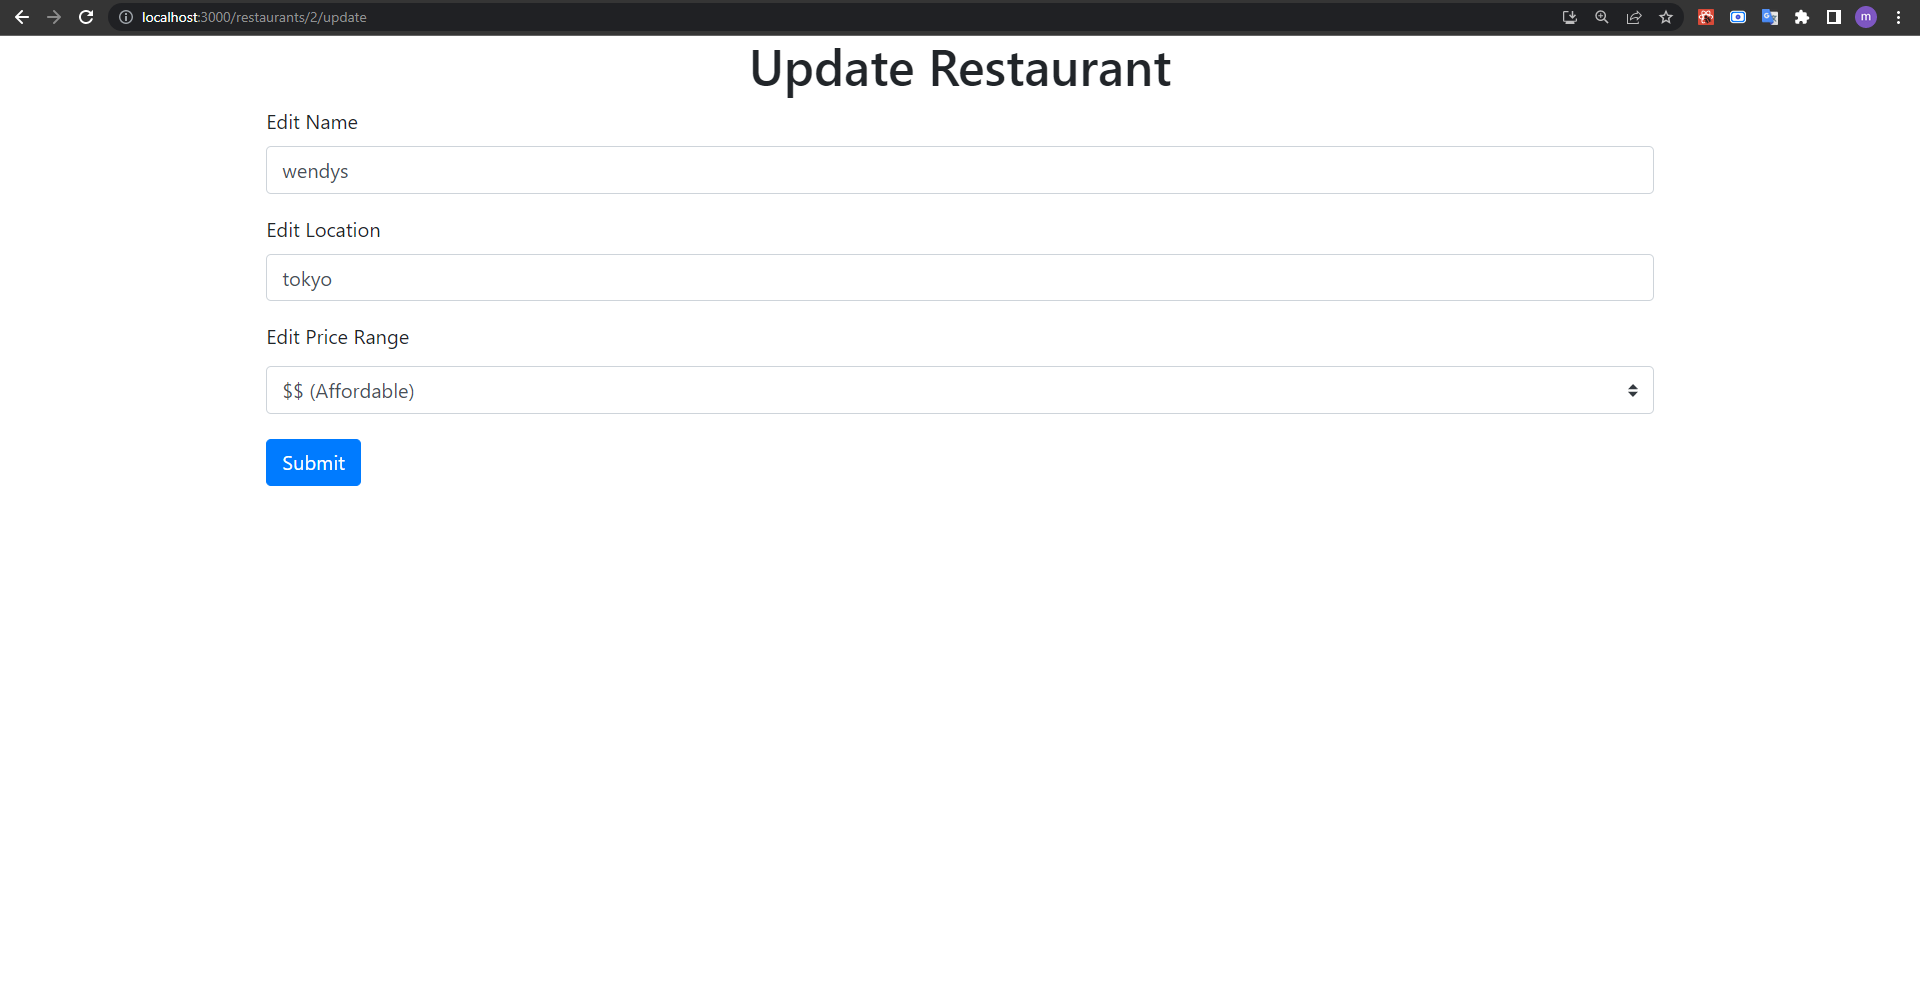 localhost:3000/restaurants/2/update
m
Update Restaurant
Edit Name
wendys
Edit Location
tokyo
Edit Price Range
$$ (Affordable)
Submit